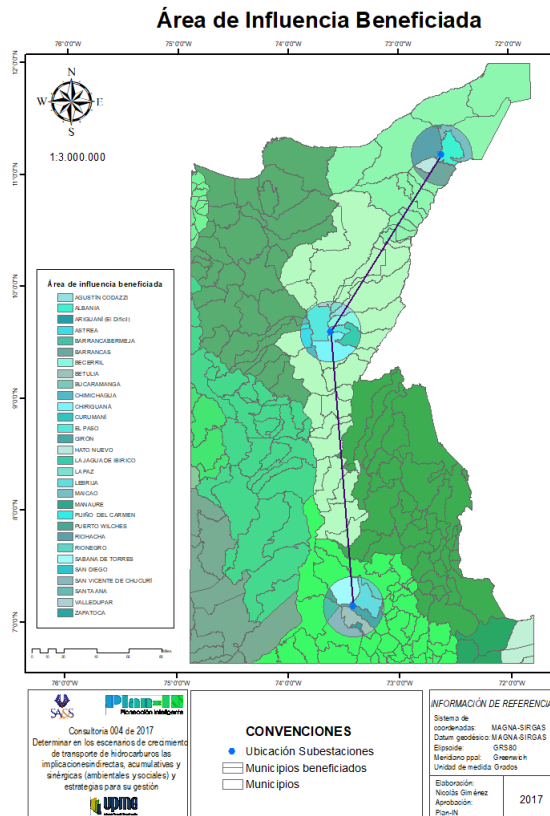 Área de Influencia Beneficiada
76°0'0"N
75°0'0"N
74°0'0"N
73°0'0"N
72°0'0"N
12°0'0"N
11°0'0"N
10°0'0"N
9°0'0"N
8°0'0"N
7°0'0"N
N
W
E
S
1:3.000.000
Área de influencia beneficiada
AGUSTÍN CODAZZI
ALBANIA
ARIGUANÍ (El Difícil)
ASTREA
BARRANCABERMEJA
BARRANCAS
BECERRIL
BETULIA
BUCARAMANGA
CHIMICHAGUA
CHIRIGUANÁ
CURUMANÍ
EL PASO
GIRÓN
HATO NUEVO
LA JAGUA DE IBIRICO
LA PAZ
LEBRIJA
MAICAO
MANAURE
PIJIÑO DEL CARMEN
PUERTO WILCHES
RIOHACHA
RIONEGRO
SABANA DE TORRES
SAN DIEGO
SAN VICENTE DE CHUCURÍ
SANTA ANA
VALLEDUPAR
ZAPATOCA
76°0'0"N
75°0'0"N
74°0'0"N
73°0'0"N
72°0'0"N
SA&S
Plan-IN
Planeación Inteligente
Consultoria 004 de 2017
Determinar en los escenarios de crecimiento
de transporte de hidrocarburos las
implicaciones indirectas, acumulativas y
sinérgicas (ambientales y sociales) y
estrategias para su gestión
upme
CONVENCIONES
Ubicación Subestaciones
Municipios beneficiados
Municipios
INFORMACIÓN DE REFERENCIA
Sistema de
coordenadas: MAGNA-SIRGAS
Datum geodésico: MAGNA-SIRGAS
Elipsoide: GRS80
Meridiano ppal: Greenwich
Unidad de medida: Grados
Elaboración:
Nicolás Giménez
Aprobación:
Plan-IN
2017